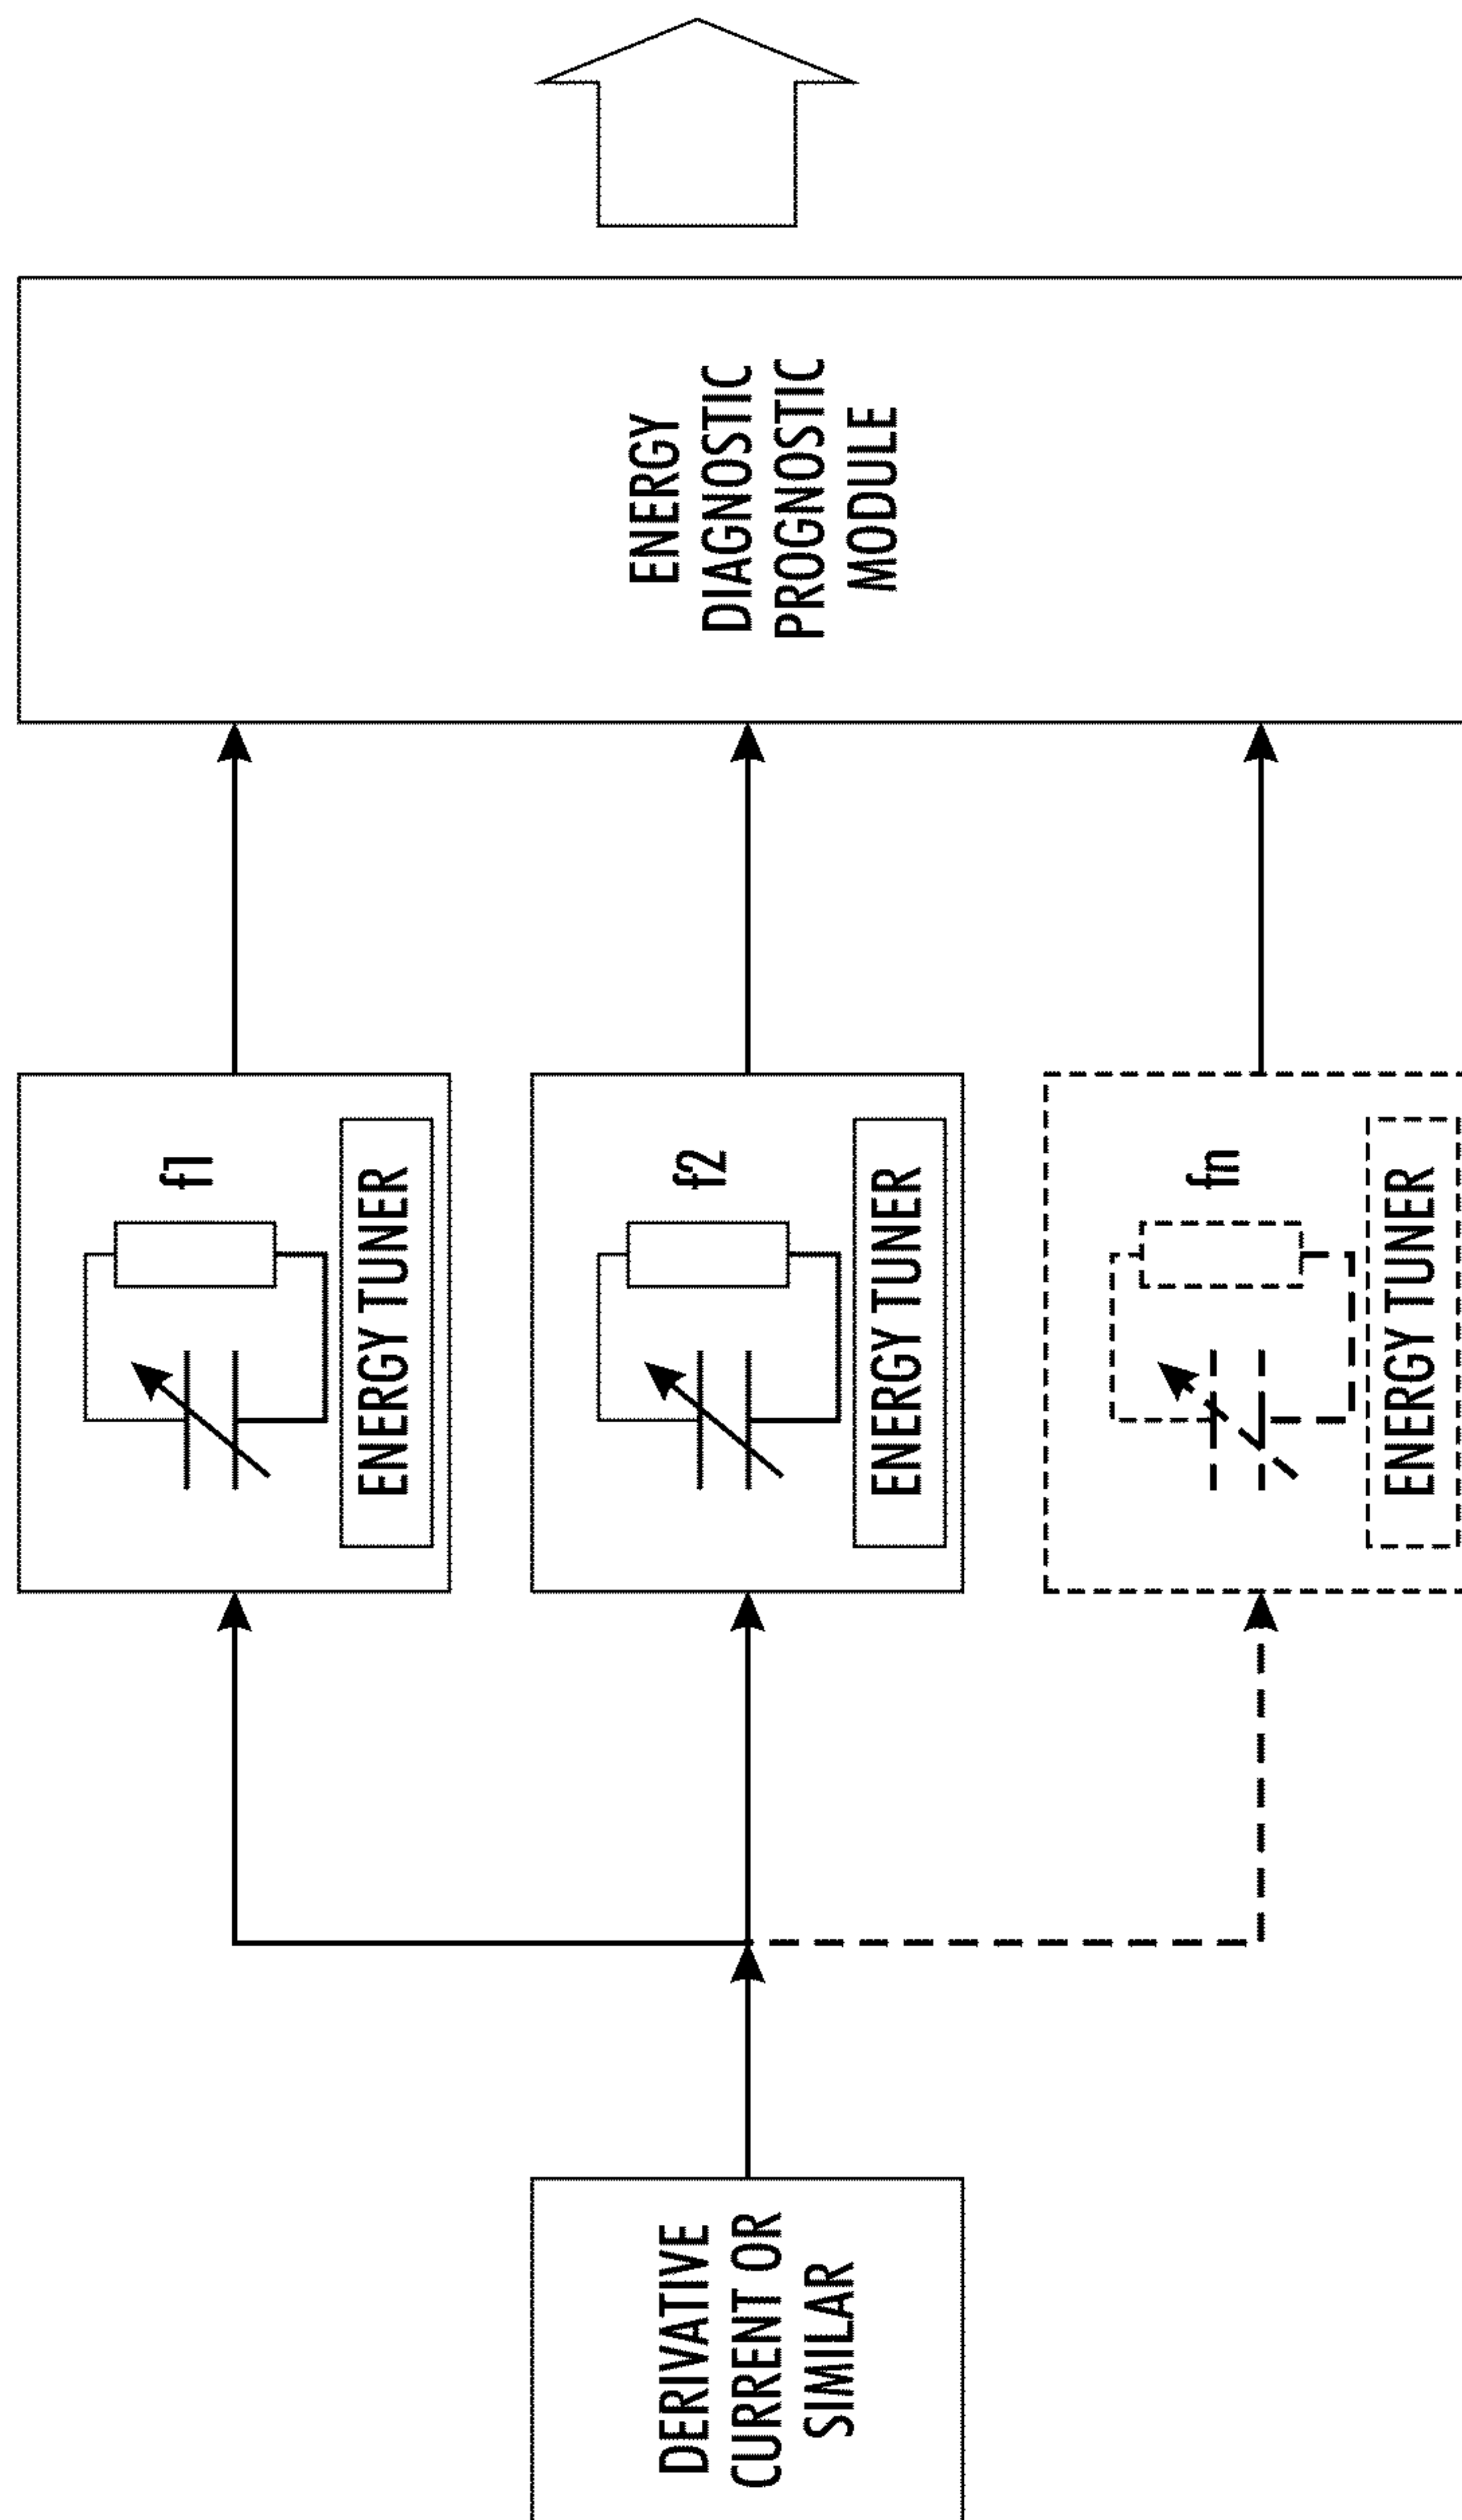 DERIVATIVE
CURRENT OR
SIMILAR
f1
ENERGY TUNER
f2
ENERGY TUNER
fn
ENERGY TUNER
ENERGY
DIAGNOSTIC
PROGNOSTIC
MODULE